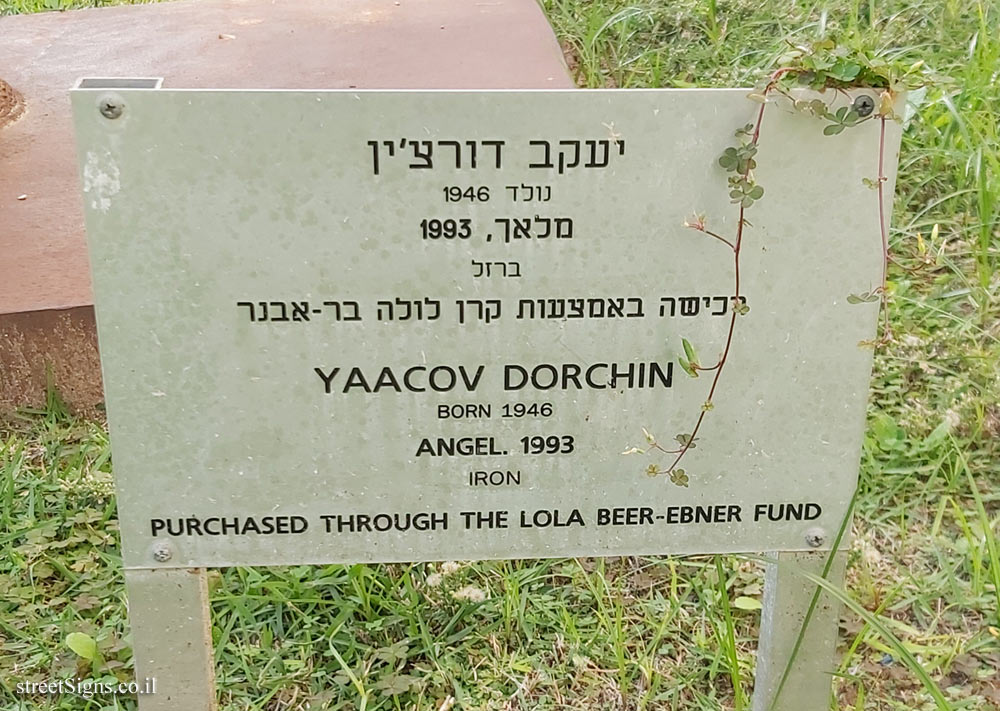 יעקב דורצ'ין
נולד 1946
מלאך, 1993
ברזל
רכישה באמצעות קרן לולה בר-אבנר
YAACOV DORCHIN
BORN 1946
ANGEL. 1993
IRON
PURCHASED THROUGH THE LOLA BEER-EBNER FUND
streetSigns.co.il